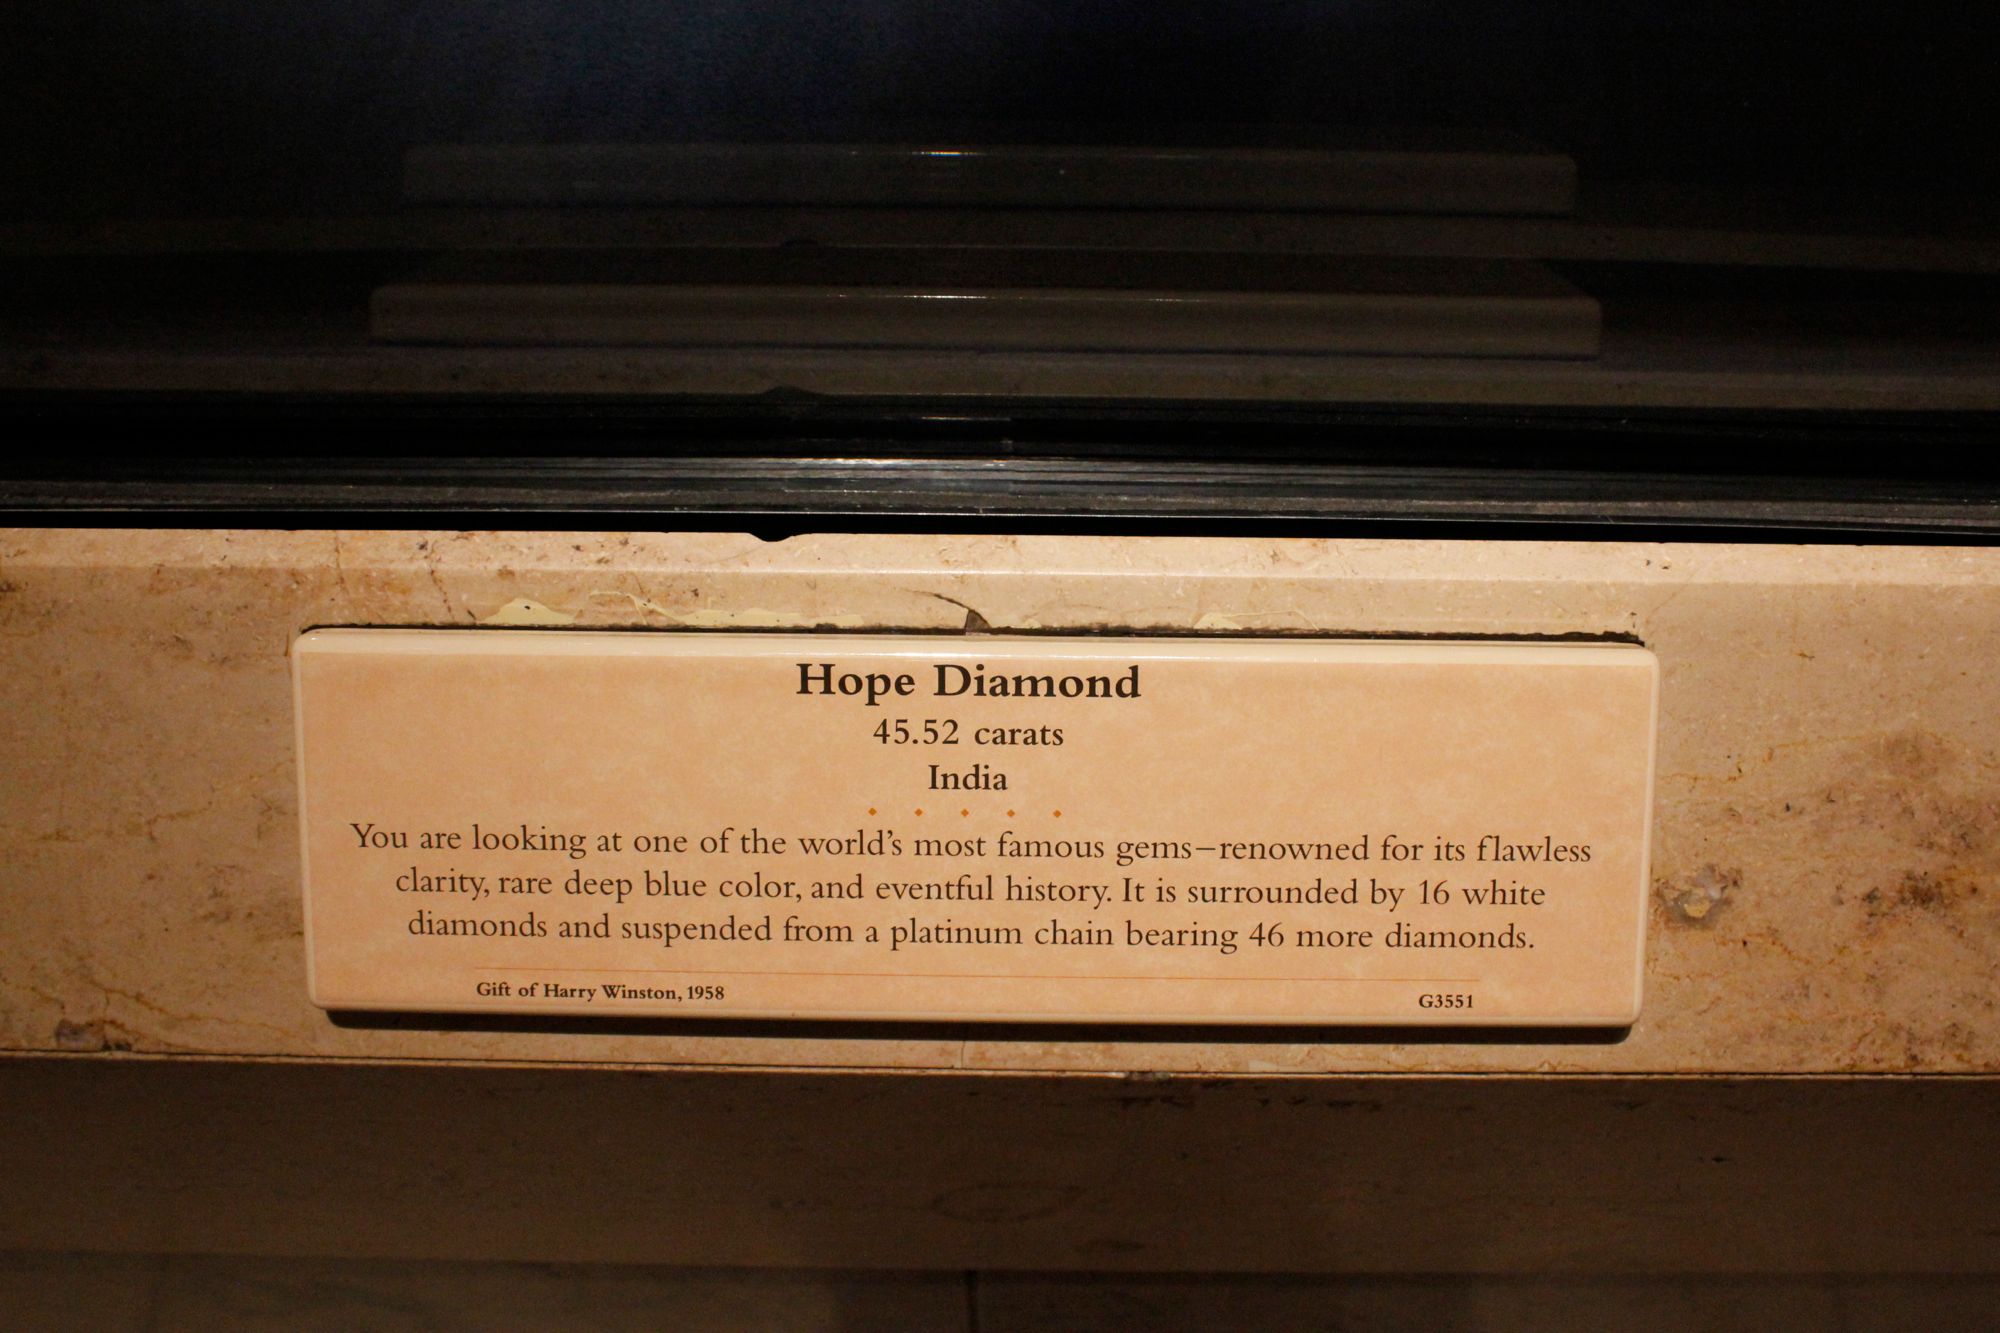 Hope Diamond
45.52 carats
India
You are looking at one of the world's most famous gems–renowned for its flawless
clarity, rare deep blue color, and eventful history. It is surrounded by 16 white
diamonds and suspended from a platinum chain bearing 46 more diamonds.
Gift of Harry Winston, 1958
G3551